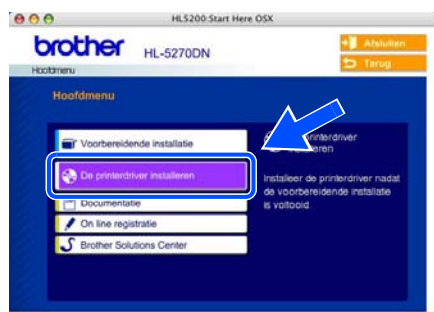 HL5200:Start Here OSX
brother
HL-5270DN
Afsluiten
Terug
Hoofdmenu
Hoofdmenu
Voorbereidende installatie
De printerdriver installeren
Documentatie
On line registratie
Brother Solutions Center
Installeer de printerdriver nadat
de voorbereidende installatie
is voltooid.